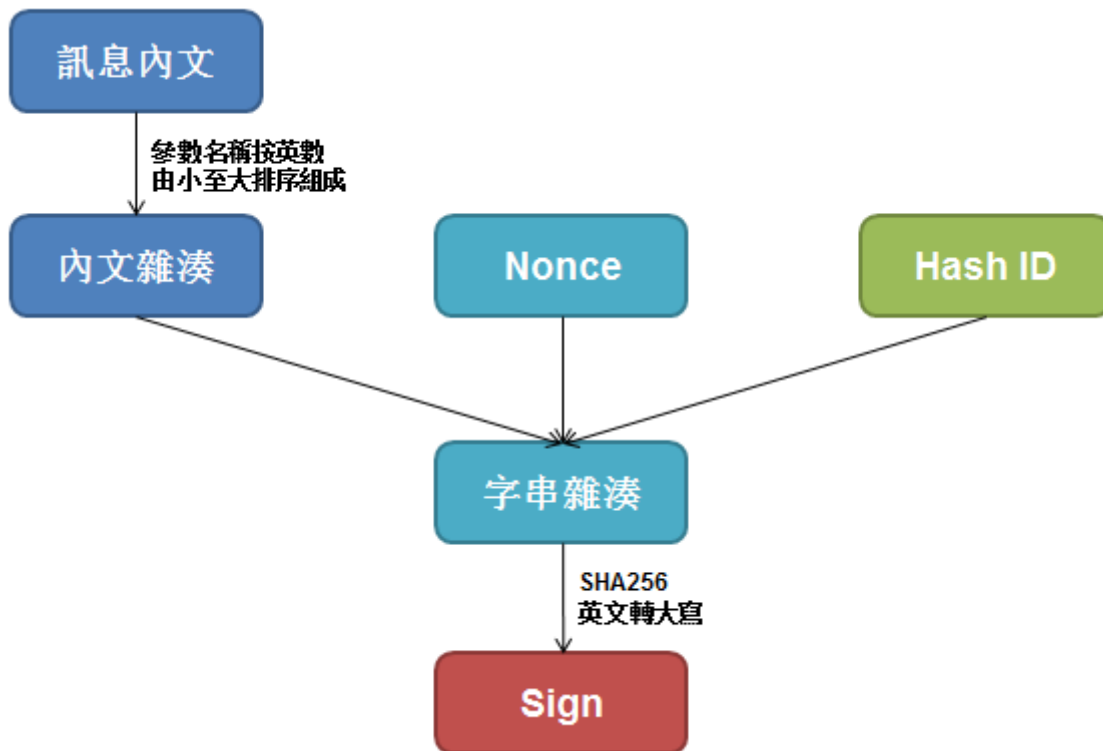 訊息內文
參數名稱按英數
由小至大排序組成
內文雜湊
Nonce
Hash ID
字串雜湊
SHA256
英文轉大寫
Sign